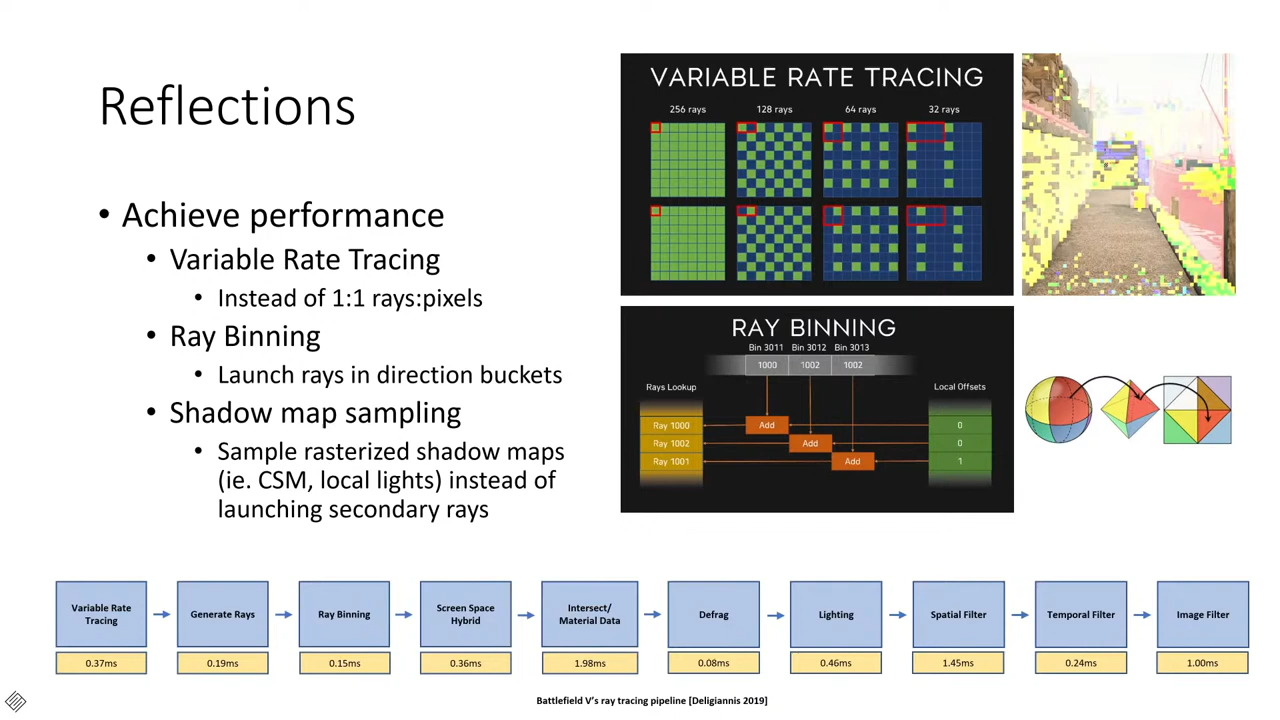 Reflections
• Achieve performance
• Variable Rate Tracing
• Instead of 1:1 rays:pixels
• Ray Binning
• Launch rays in direction buckets
• Shadow map sampling
• Sample rasterized shadow maps
(ie. CSM, local lights) instead of
launching secondary rays
VARIABLE RATE TRACING
256 rays 128 rays 64 rays 32 rays
RAY BINNING
Bin 3011 Bin 3012 Bin 3013
1000 1002 1002
Rays Lookup Local Offsets
Ray 1000 Add 0
Ray 1002 Add 0
Ray 1001 Add 1
Variable Rate
Tracing
Generate Rays
Ray Binning
Screen Space
Hybrid
Intersect/
Material Data
Defrag
Lighting
Spatial Filter
Temporal Filter
Image Filter
0.37ms 0.19ms 0.15ms 0.36ms 1.98ms 0.08ms 0.46ms 1.45ms 0.24ms 1.00ms
Battlefield V's ray tracing pipeline [Deligiannis 2019]